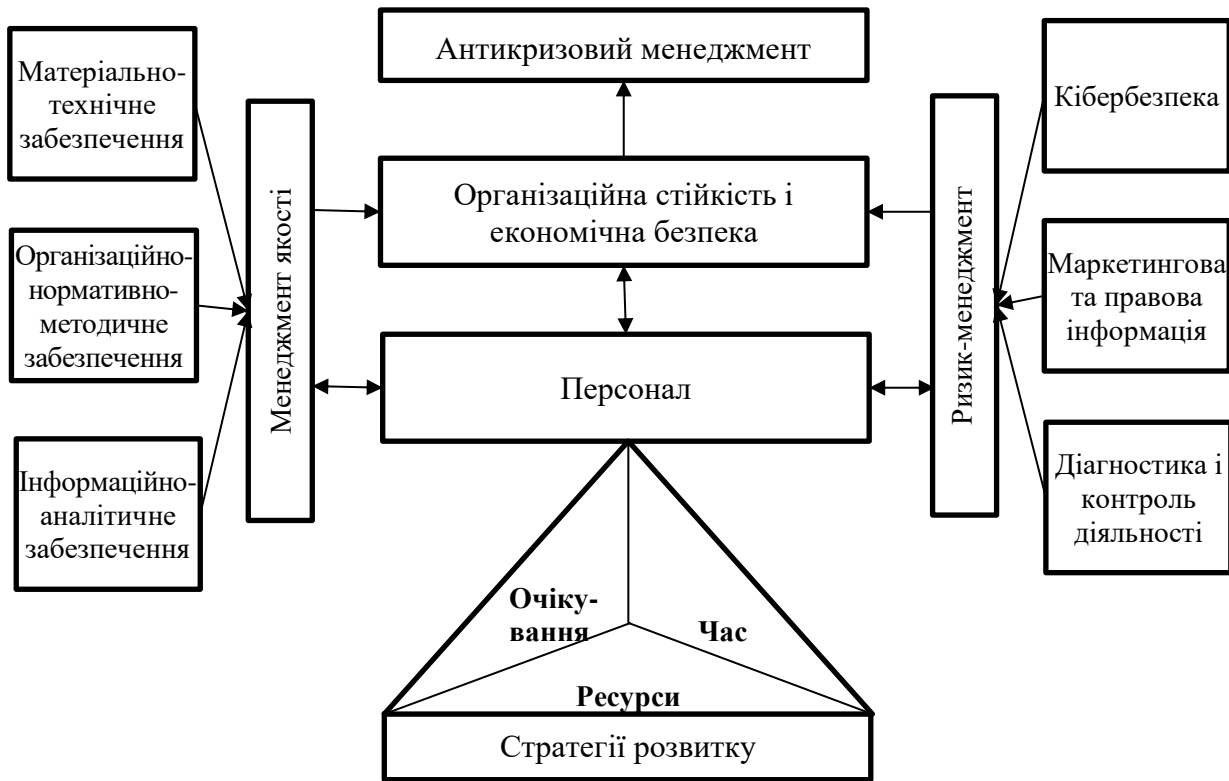 Матеріально-
технічне
забезпечення
Організаційно-
нормативно-
методичне
забезпечення
Інформаційно-
аналітичне
забезпечення
Менеджмент якості
Антикризовий менеджмент
Організаційна стійкість і
економічна безпека
Персонал
Очіку-
вання
Час
Ресурси
Стратегії розвитку
Ризик-менеджмент
Кібербезпека
Маркетингова
та правова
інформація
Діагностика і
контроль
діяльності